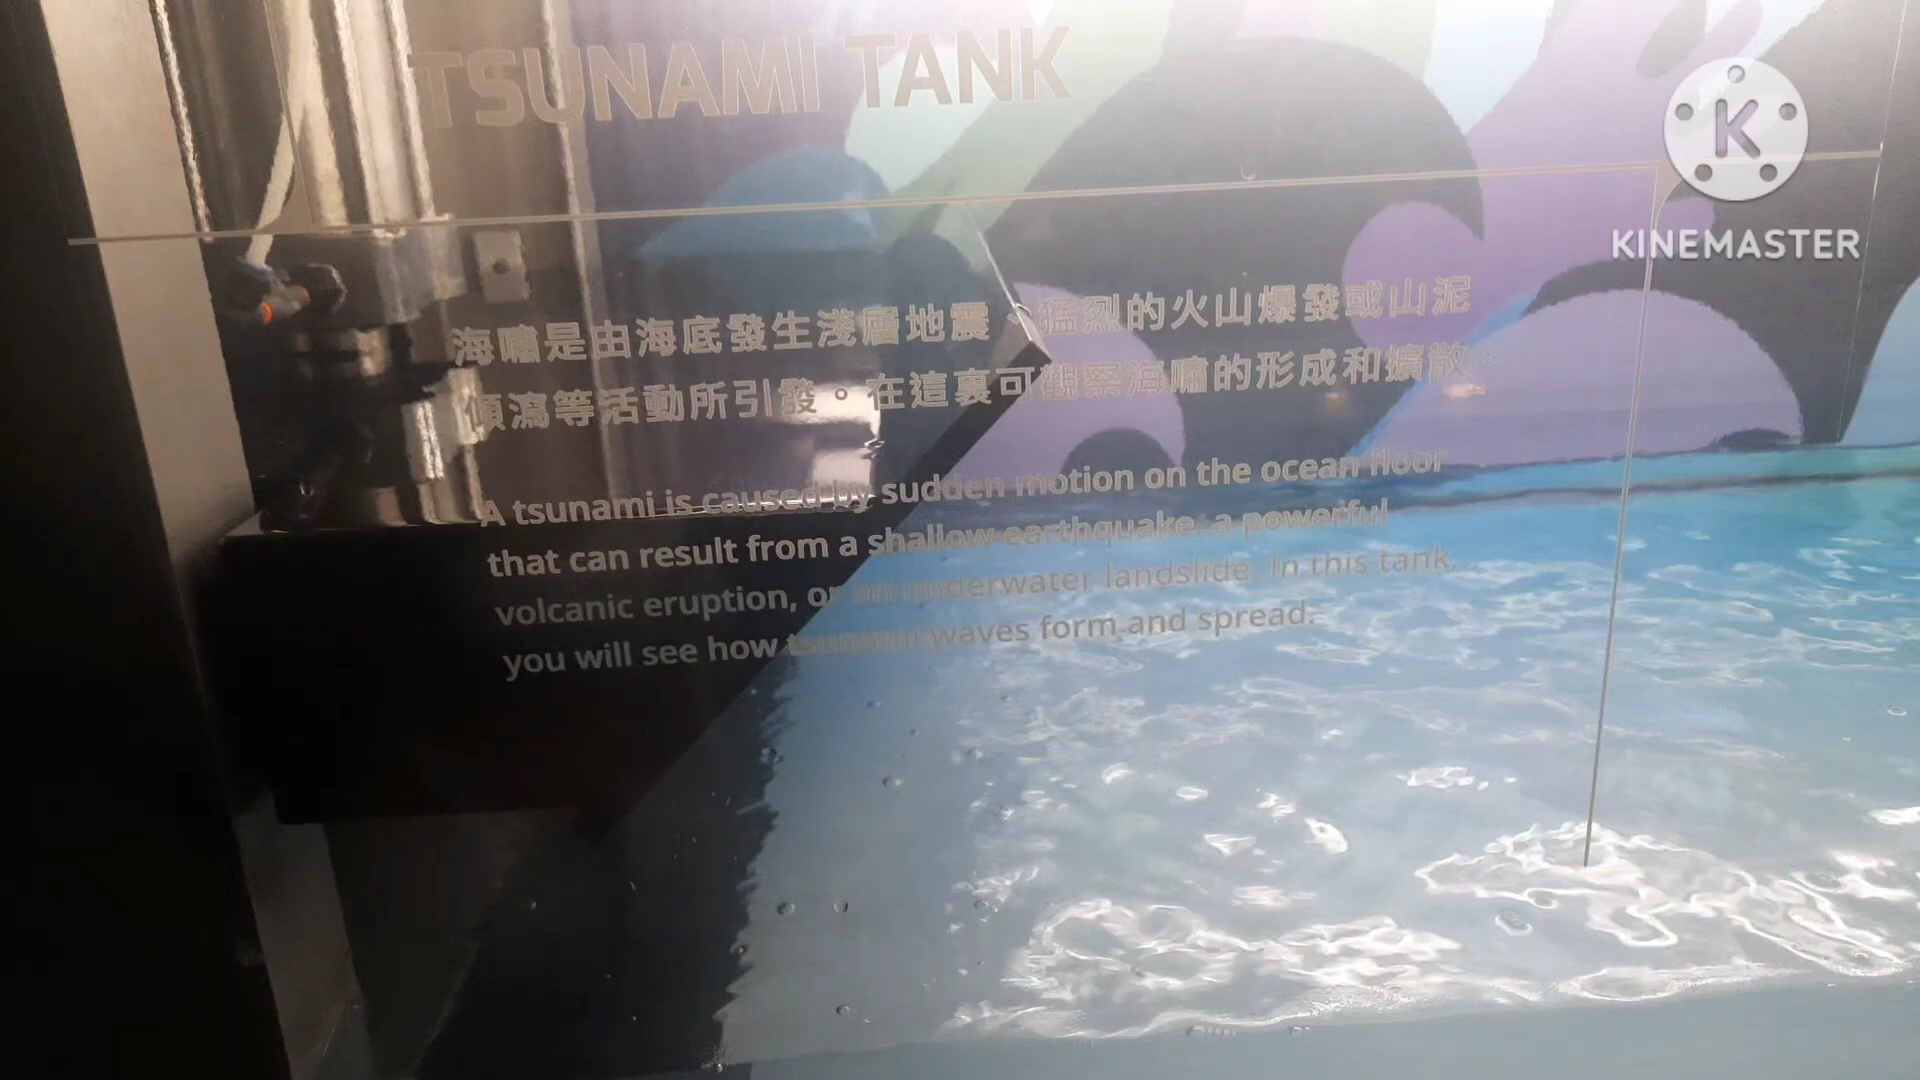 TSUNAMI TANK
KINEMASTER
海嘯是由海底發生淺層地震、猛烈的火山爆發或山泥
傾瀉等活動所引發。在這裏可觀察海嘯的形成和擴散。
A tsunami is caused by sudden motion on the ocean floor
that can result from a shallow earthquake, a powerful
volcanic eruption, or an underwater landslide. In this tank,
you will see how tsunami waves form and spread.